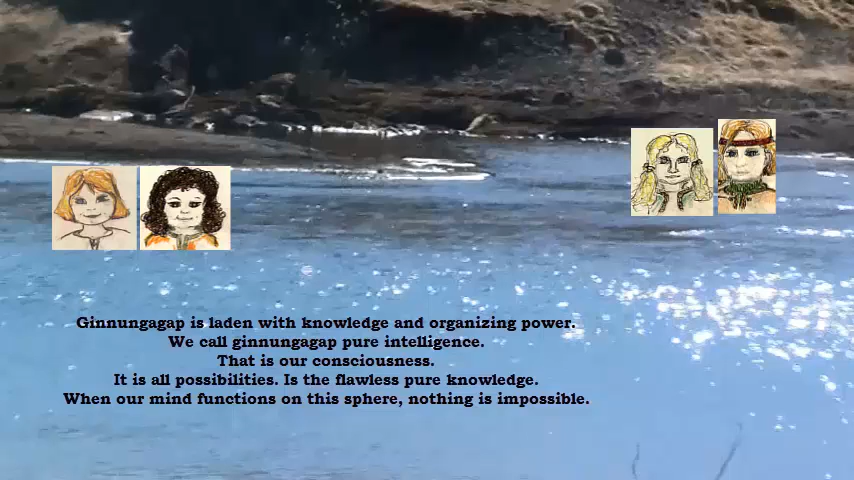 Ginnungagap is laden with knowledge and organizing power.
We call ginnungagap pure intelligence.
That is our consciousness.
It is all possibilities. Is the flawless pure knowledge.
When our mind functions on this sphere, nothing is impossible.